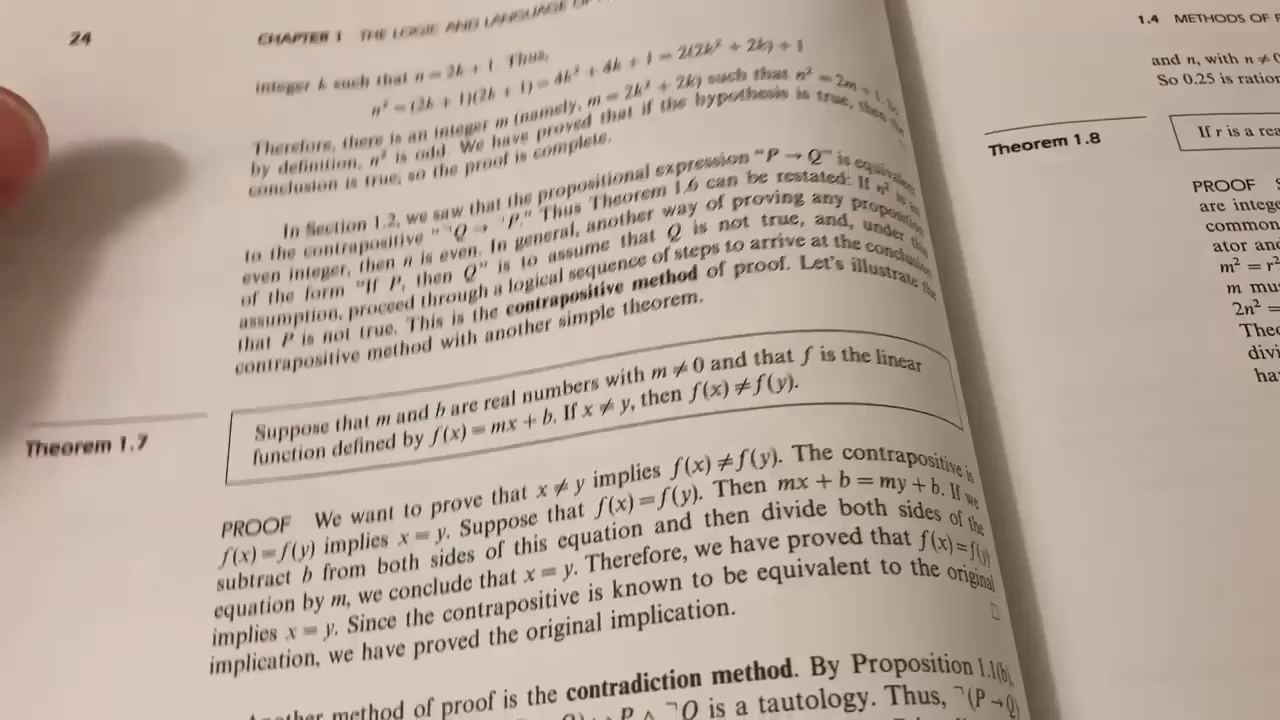 24
CHAPTER 1 THE LOGIC AND LANGUAGE OF
integer k such that n = 2k + 1. Thus,
n² = (2k + 1)(2k + 1) = 4k² + 4k + 1 = 2(2k² + 2k) + 1
Therefore, there is an integer m (namely, m = 2k² + 2k) such that n² = 2m + 1. So,
by definition, n² is odd. We have proved that if the hypothesis is true, then the
conclusion is true, so the proof is complete.
In Section 1.2, we saw that the propositional expression "P → Q" is equivalent
to the contrapositive "¬Q → ¬P." Thus Theorem 1.6 can be restated: If n² is an
even integer, then n is even. In general, another way of proving any proposition
of the form "If P, then Q" is to assume that Q is not true, and, under this
assumption, proceed through a logical sequence of steps to arrive at the conclusion
that P is not true. This is the contrapositive method of proof. Let's illustrate the
contrapositive method with another simple theorem.
Theorem 1.7
Suppose that m and b are real numbers with m ≠ 0 and that f is the linear
function defined by f(x) = mx + b. If x ≠ y, then f(x) ≠ f(y).
PROOF We want to prove that x ≠ y implies f(x) ≠ f(y). The contrapositive is
f(x) = f(y) implies x = y. Suppose that f(x) = f(y). Then mx + b = my + b. If we
subtract b from both sides of this equation and then divide both sides of the
equation by m, we conclude that x = y. Therefore, we have proved that f(x) = f(y)
implies x = y. Since the contrapositive is known to be equivalent to the original
implication, we have proved the original implication. □
Another method of proof is the contradiction method. By Proposition 1.1(b),
P ∧ ¬Q is a tautology. Thus, ¬(P → Q)
1.4 METHODS OF
and n, with n ≠ 0
So 0.25 is
Theorem 1.8
If r is a
PROOF
are
common
ator and
m² = r²
m
2n² =